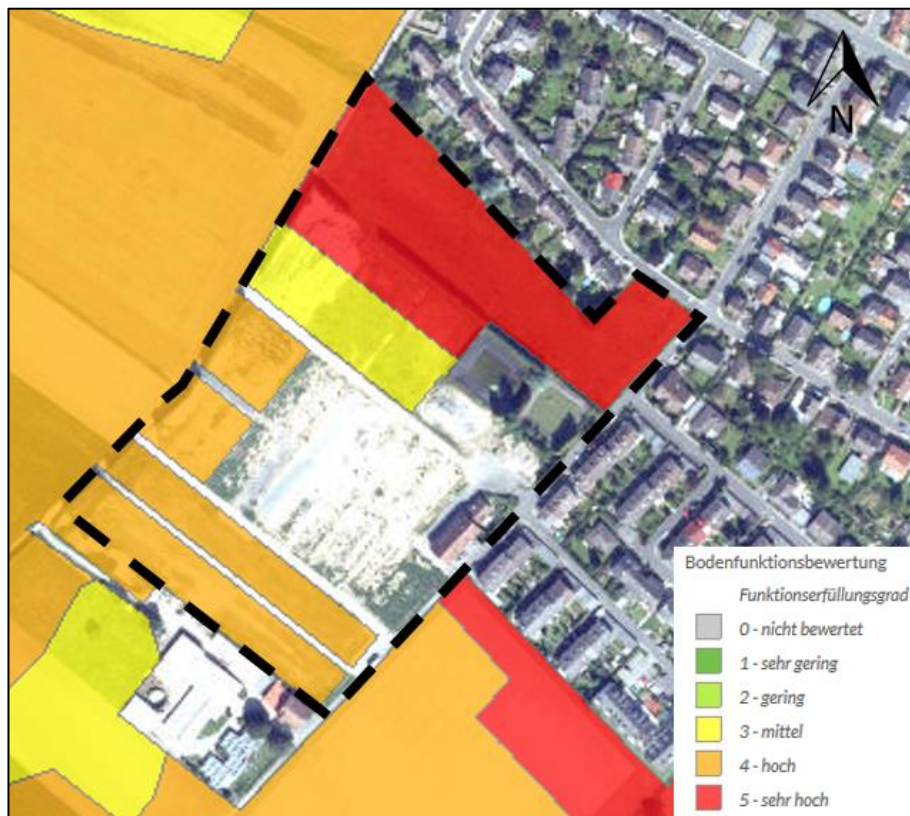 N
Bodenfunktionsbewertung
Funktionserfüllungsgrad
0 - nicht bewertet
1 - sehr gering
2 - gering
3 - mittel
4 - hoch
5 - sehr hoch